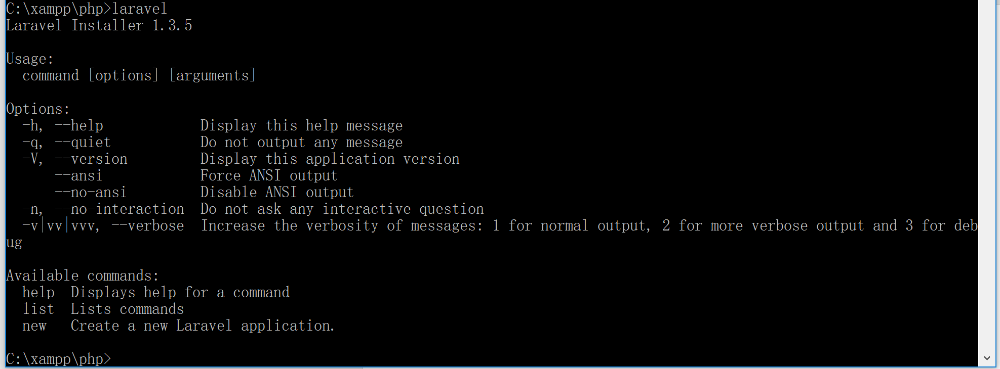 C:\xampp\php>laravel
Laravel Installer 1.3.5
Usage:
  command [options] [arguments]
Options:
  -h, --help            Display this help message
  -q, --quiet           Do not output any message
  -V, --version         Display this application version
      --ansi            Force ANSI output
      --no-ansi         Disable ANSI output
  -n, --no-interaction  Do not ask any interactive question
  -v|vv|vvv, --verbose  Increase the verbosity of messages: 1 for normal output, 2 for more verbose output and 3 for deb
ug
Available commands:
  help  Displays help for a command
  list  Lists commands
  new   Create a new Laravel application.
C:\xampp\php>